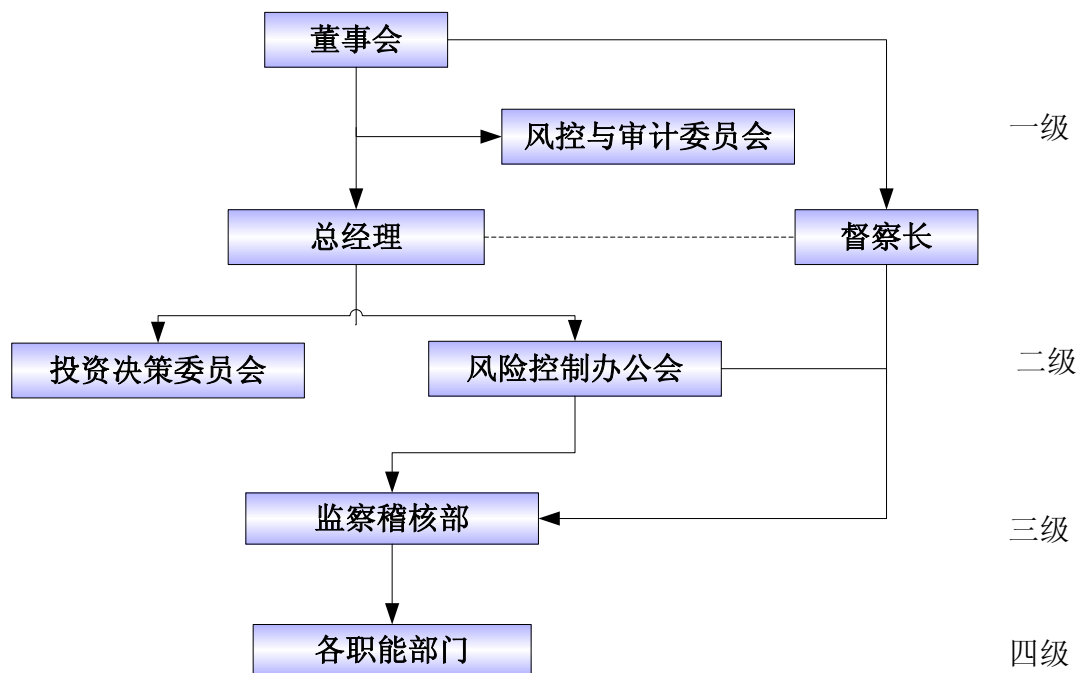 董事会
风控与审计委员会
一级
总经理
督察长
投资决策委员会
风险控制办公会
二级
监察稽核部
三级
各职能部门
四级